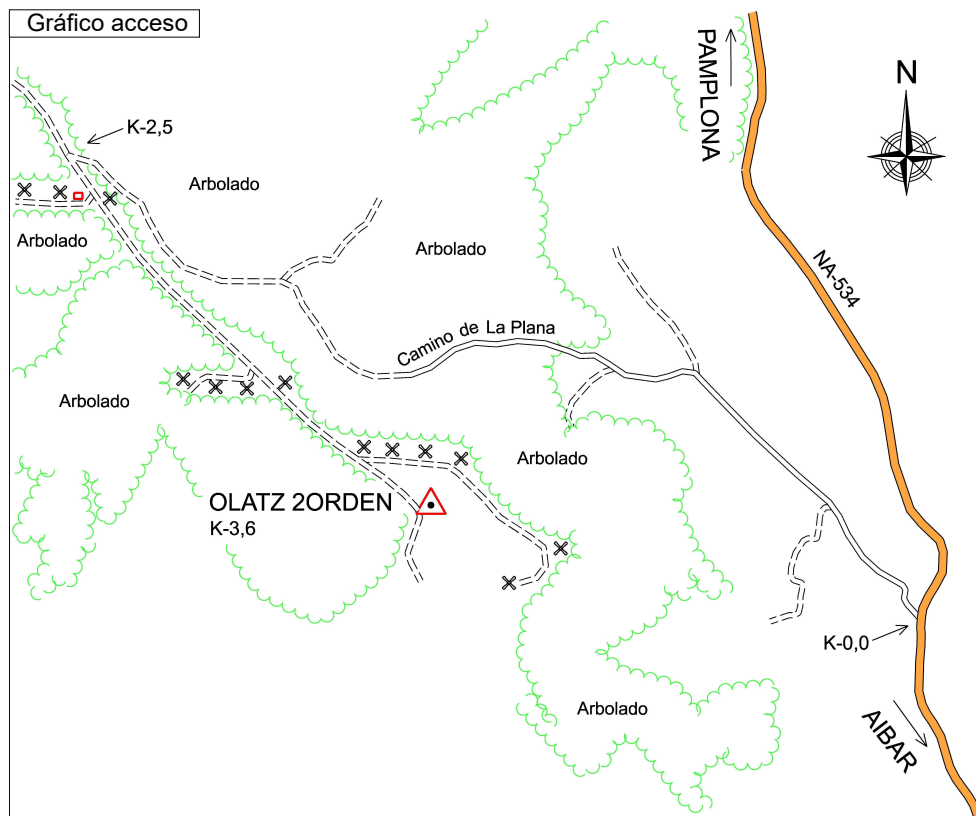 Gráfico acceso
PAMPLONA
N
K-2,5
Arbolado
Arbolado
Arbolado
NA-534
Camino de La Plana
Arbolado
Arbolado
OLATZ 2ORDEN
K-3,6
K-0,0
Arbolado
AIBAR